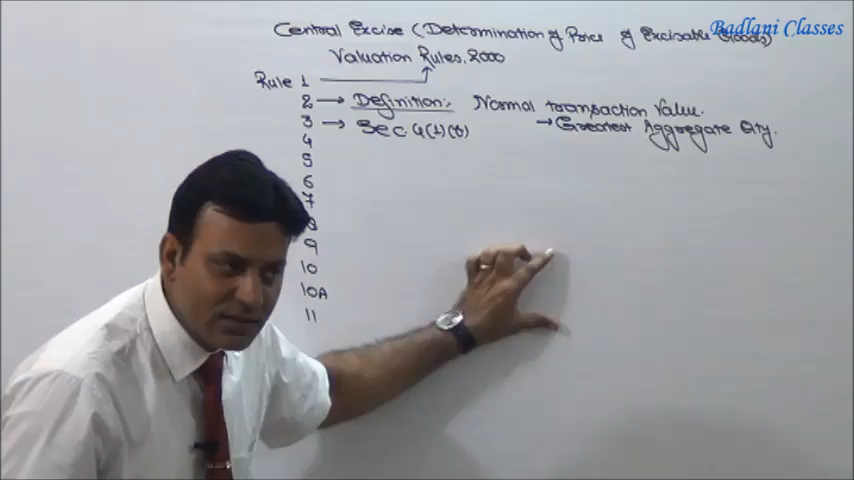 Badlani Classes
Central Excise (Determination of Price of Excisable Goods)
Valuation Rules, 2000
Rule 1
2 → Definition:- Normal transaction Value.
→ Greatest Aggregate Qty.
3 → Sec 4(1)(b)
4
5
6
7
8
9
10
10A
11